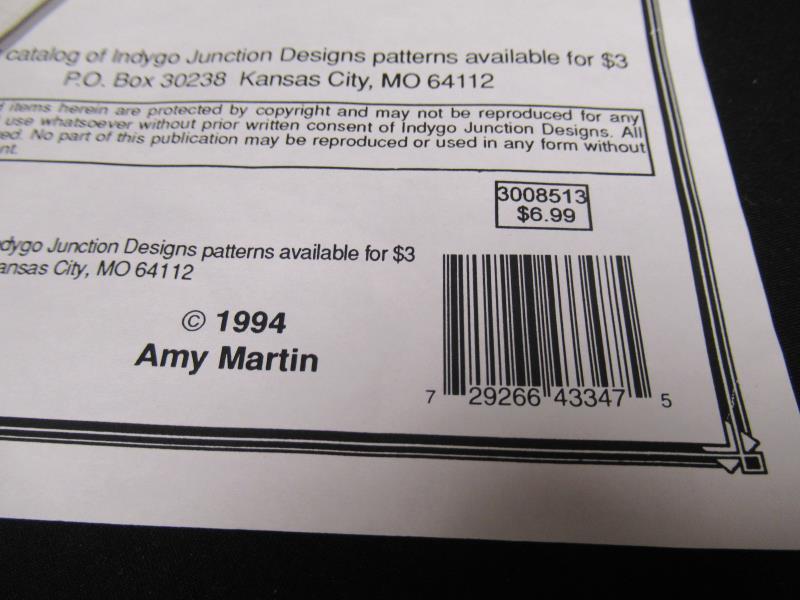 catalog of Indygo Junction Designs patterns available for $3
P.O. Box 30238 Kansas City, MO 64112
items herein are protected by copyright and may not be reproduced for any
use whatsoever without prior written consent of Indygo Junction Designs. All
No part of this publication may be reproduced or used in any form without
3008513
$6.99
Junction Designs patterns available for $3
City, MO 64112
© 1994
Amy Martin
7 29266 43347 5